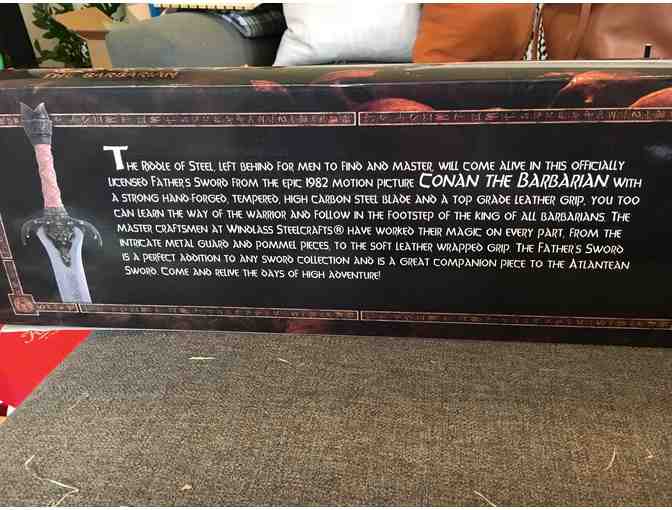 THE BARBARIAN
THE RIDDLE OF STEEL, LEFT BEHIND FOR MEN TO FIND AND MASTER, WILL COME ALIVE IN THIS OFFICIALLY
LICENSED FATHER'S SWORD FROM THE EPIC 1982 MOTION PICTURE CONAN THE BARBARIAN WITH
A STRONG HAND-FORGED, TEMPERED, HIGH CARBON STEEL BLADE AND A TOP GRADE LEATHER GRIP, YOU TOO
CAN LEARN THE WAY OF THE WARRIOR AND FOLLOW IN THE FOOTSTEP OF THE KING OF ALL BARBARIANS. THE
MASTER CRAFTSMEN AT WINDLASS STEELCRAFTS® HAVE WORKED THEIR MAGIC ON EVERY PART, FROM THE
INTRICATE METAL GUARD AND POMMEL PIECES, TO THE SOFT LEATHER WRAPPED GRIP. THE FATHER'S SWORD
IS A PERFECT ADDITION TO ANY SWORD COLLECTION AND IS A GREAT COMPANION PIECE TO THE ATLANTEAN
SWORD. COME AND RELIVE THE DAYS OF HIGH ADVENTURE!